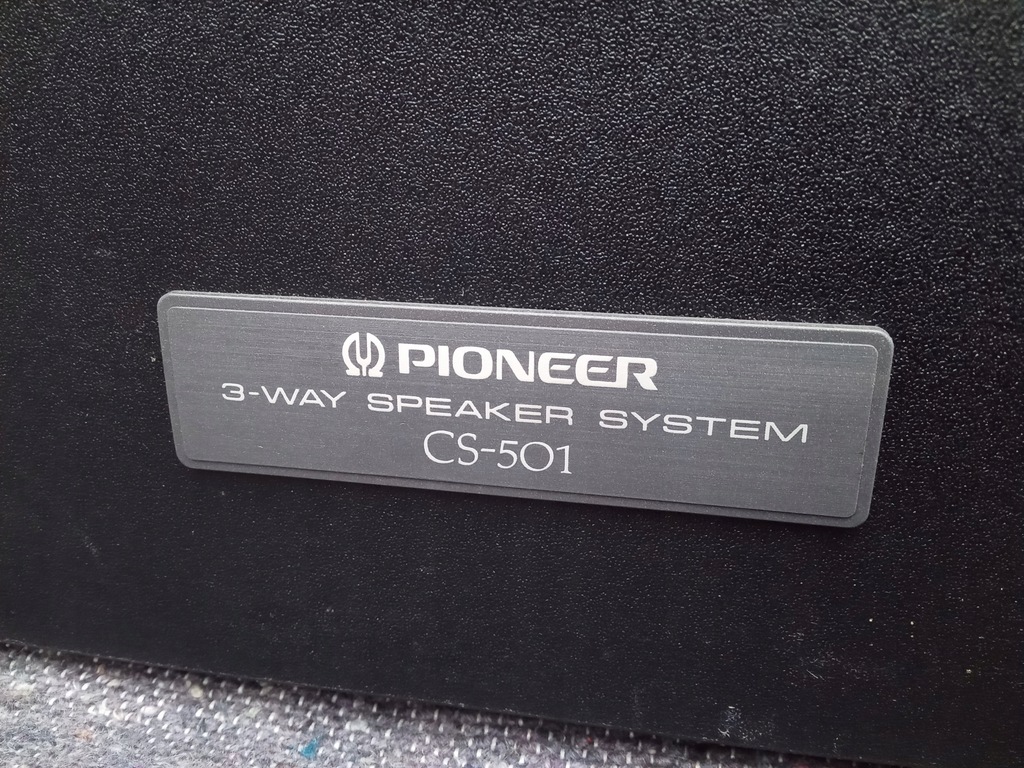 PIONEER
3-WAY SPEAKER SYSTEM
CS-501